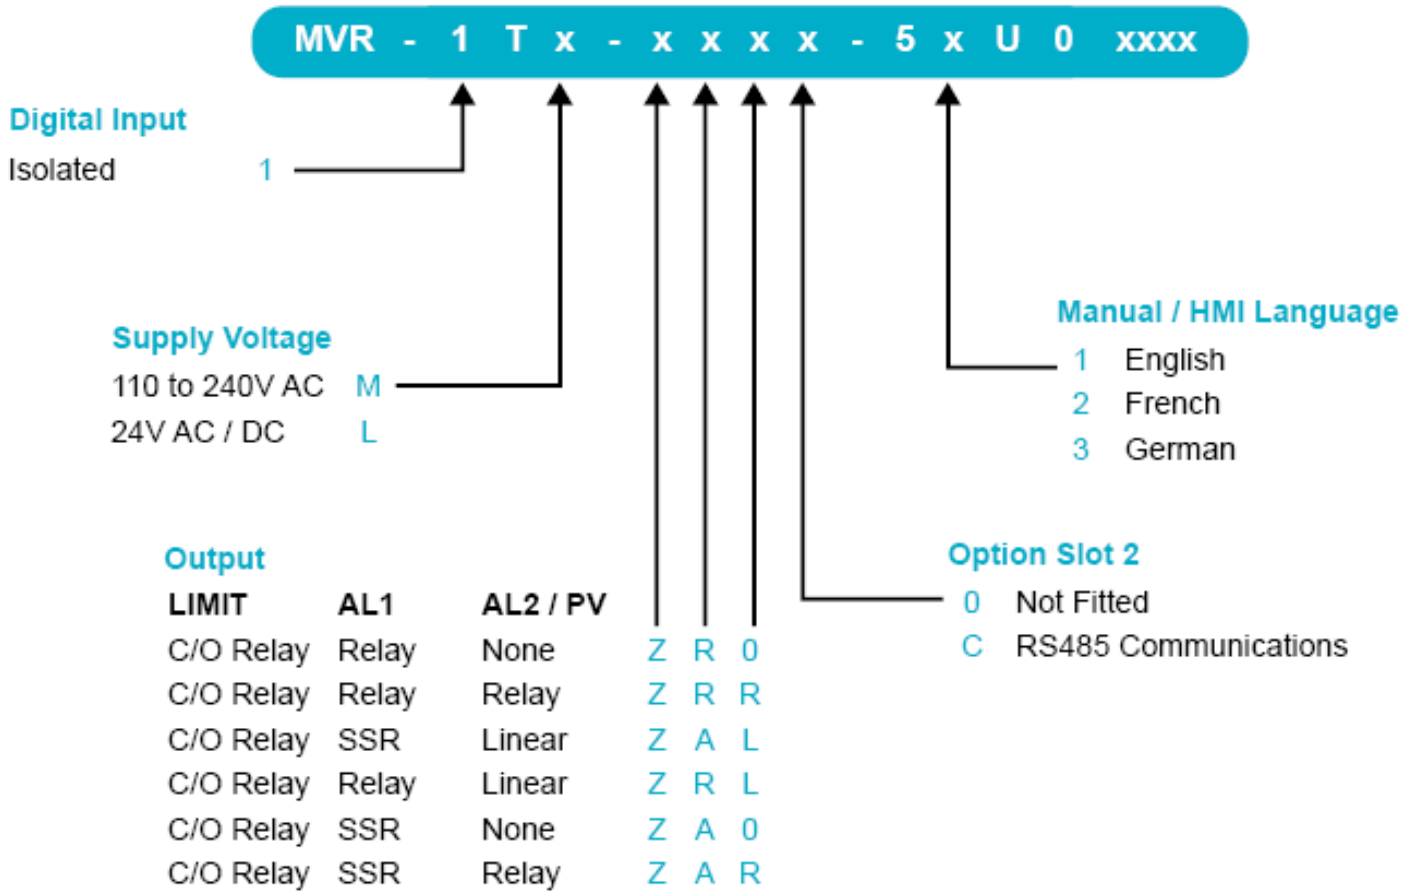 MVR - 1 T x - x x x x - 5 x U 0 xxxx
Digital Input
Isolated 1
Supply Voltage
110 to 240V AC M
24V AC / DC L
Manual / HMI Language
1 English
2 French
3 German
Option Slot 2
0 Not Fitted
C RS485 Communications
Output
LIMIT AL1 AL2 / PV
C/O Relay Relay None Z R 0
C/O Relay Relay Relay Z R R
C/O Relay SSR Linear Z A L
C/O Relay Relay Linear Z R L
C/O Relay SSR None Z A 0
C/O Relay SSR Relay Z A R